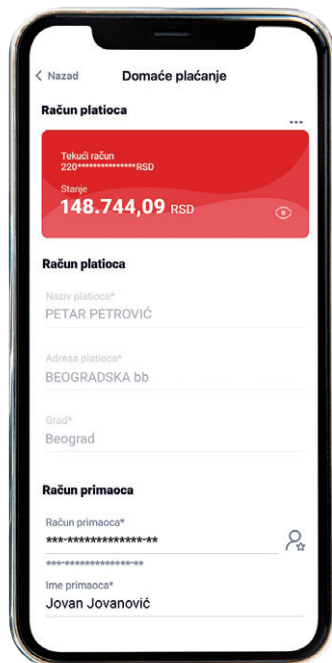 Nazad Domaće plaćanje
Račun platioca
Tekući račun
220***************RSD
Stanje
148.744,09 RSD
Račun platioca
Naziv platioca*
PETAR PETROVIĆ
Adresa platioca*
BEOGRADSKA bb
Grad*
Beograd
Račun primaoca
Račun primaoca*
***-*************-**
***-*************-**
Ime primaoca*
Jovan Jovanović